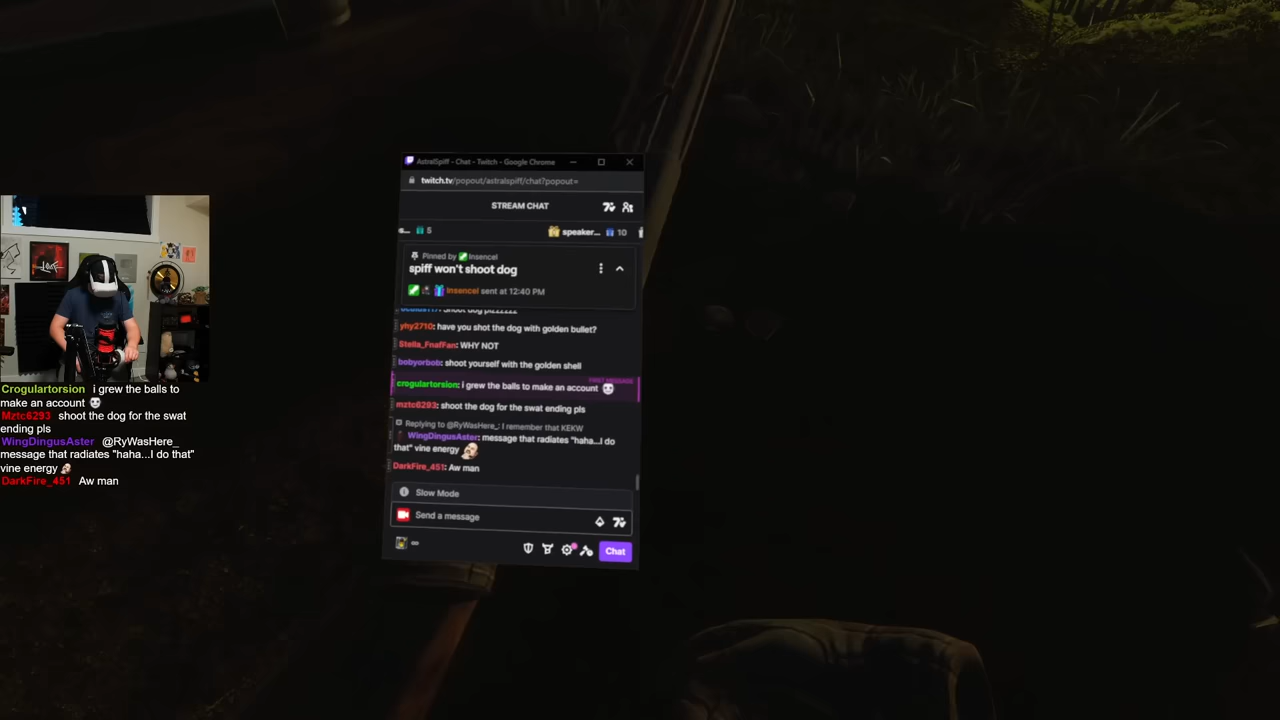 AstralSpiff - Chat - Twitch - Google Chrome
twitch.tv/popout/astralspiff/chat?popout=
STREAM CHAT
s... 5 speaker... 10
Pinned by Insencel
spiff won't shoot dog
Insencel sent at 12:40 PM
yhy2710: have you shot the dog with golden bullet?
Stella_FnafFan: WHY NOT
bobyorbob: shoot yourself with the golden shell
FIRST MESSAGE
crogulartorsion: i grew the balls to make an account
mztc6293: shoot the dog for the swat ending pls
Replying to @RyWasHere_: I remember that KEKW
WingDingusAster: message that radiates "haha...I do
that" vine energy
DarkFire_451: Aw man
Slow Mode
Send a message
Chat
Crogulartorsion i grew the balls to
make an account
Mztc6293 shoot the dog for the swat
ending pls
WingDingusAster @RyWasHere_
message that radiates "haha...I do that"
vine energy
DarkFire_451 Aw man